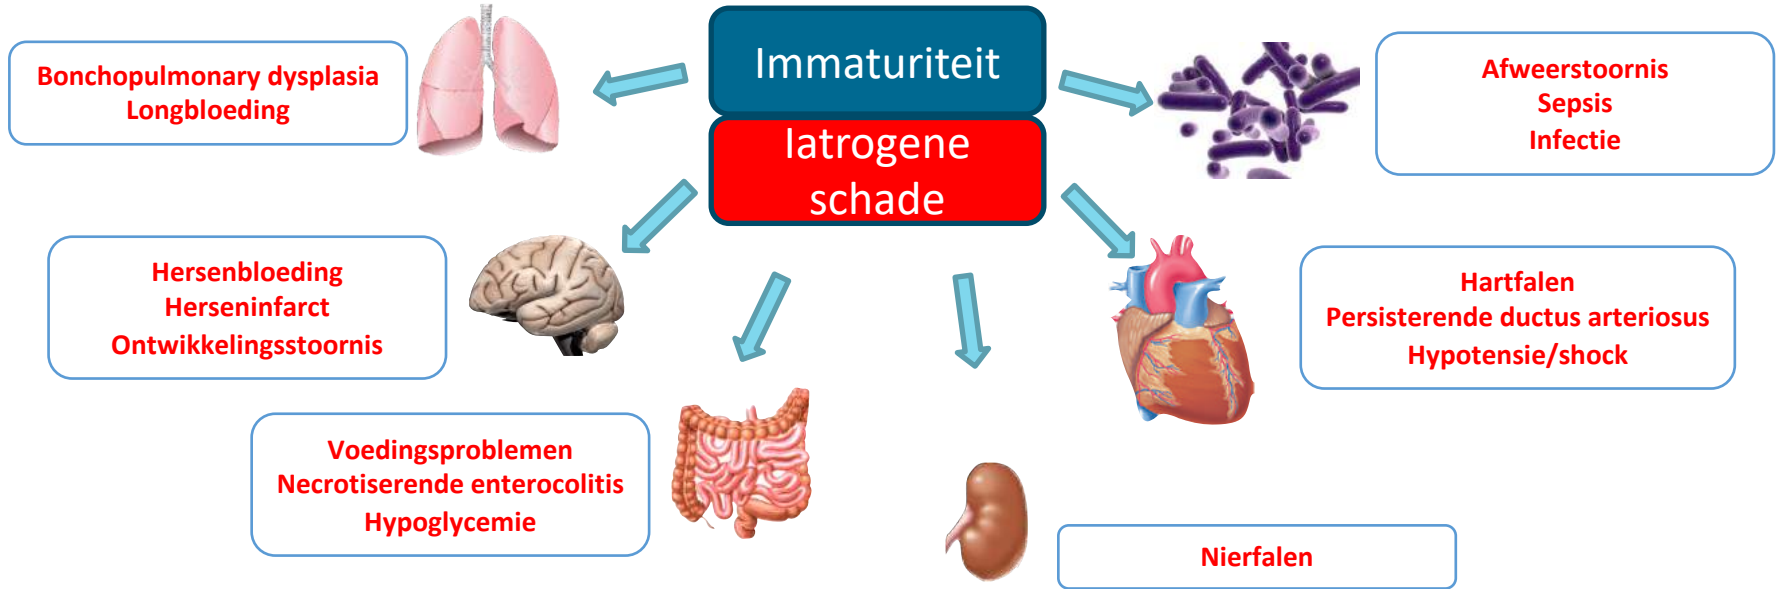 Immaturiteit
Iatrogene
schade
Bonchopulmonary dysplasia
Longbloeding
Afweerstoornis
Sepsis
Infectie
Hersenbloeding
Herseninfarct
Ontwikkelingsstoornis
Hartfalen
Persisterende ductus arteriosus
Hypotensie/shock
Voedingsproblemen
Necrotiserende enterocolitis
Hypoglycemie
Nierfalen